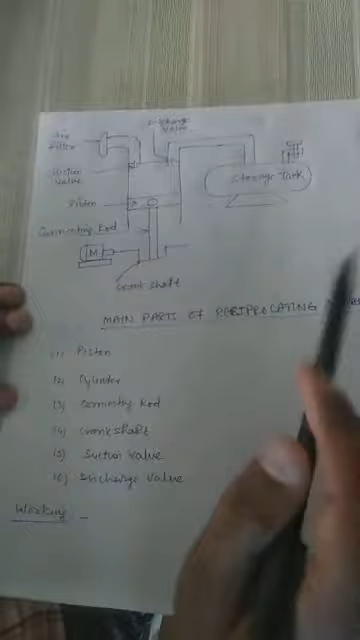 Air
Filter
Discharge
Valve
Suction
Valve
Storage Tank
Piston
Connecting Rod
M
Crank shaft
MAIN PARTS OF RECIPROCATING
(1) Piston
(2) Cylinder
(3) Connecting Rod
(4) Crankshaft
(5) Suction Valve
(6) Discharge Valve
Working -